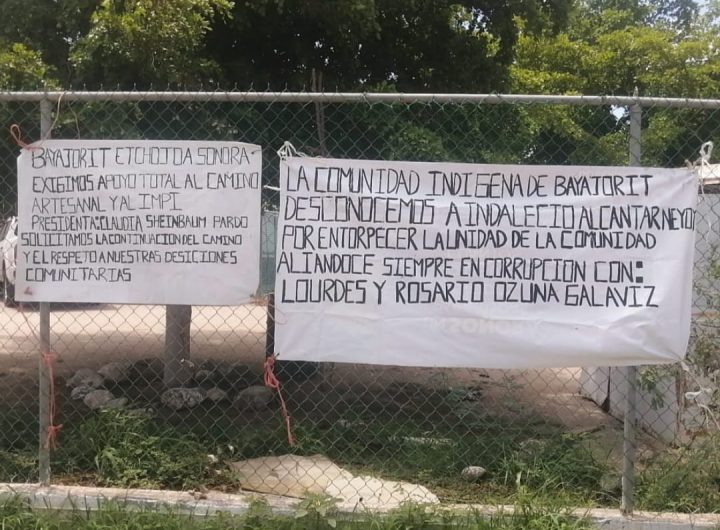 BAYAJORIT ETCHOJOA SONORA
EXIGIMOS APOYO TOTAL AL CAMINO
ARTESANAL Y AL IMPI
PRESIDENTA: CLAUDIA SHEINBAUM PARDO
SOLICITAMOS LA CONTINUACION DEL CAMINO
Y EL RESPETO A NUESTRAS DESICIONES
COMUNITARIAS
LA COMUNIDAD INDIGENA DE BAYAJORIT
DESCONOCEMOS A INDALECIO ALCANTAR NEYOY
POR ENTORPECER LA UNIDAD DE LA COMUNIDAD
ALIANDOCE SIEMPRE EN CORRUPCION CON:
LOURDES Y ROSARIO OZUNA GALAVIZ